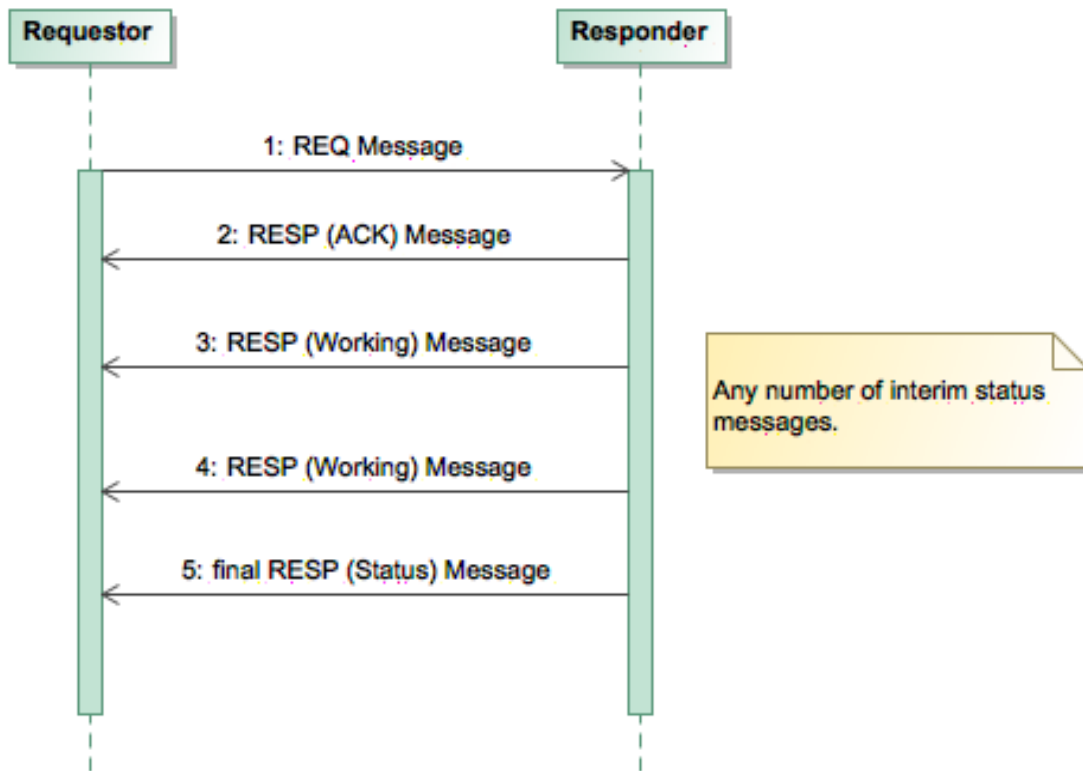 Requestor
Responder
1: REQ Message
2: RESP (ACK) Message
3: RESP (Working) Message
Any number of interim status
messages.
4: RESP (Working) Message
5: final RESP (Status) Message